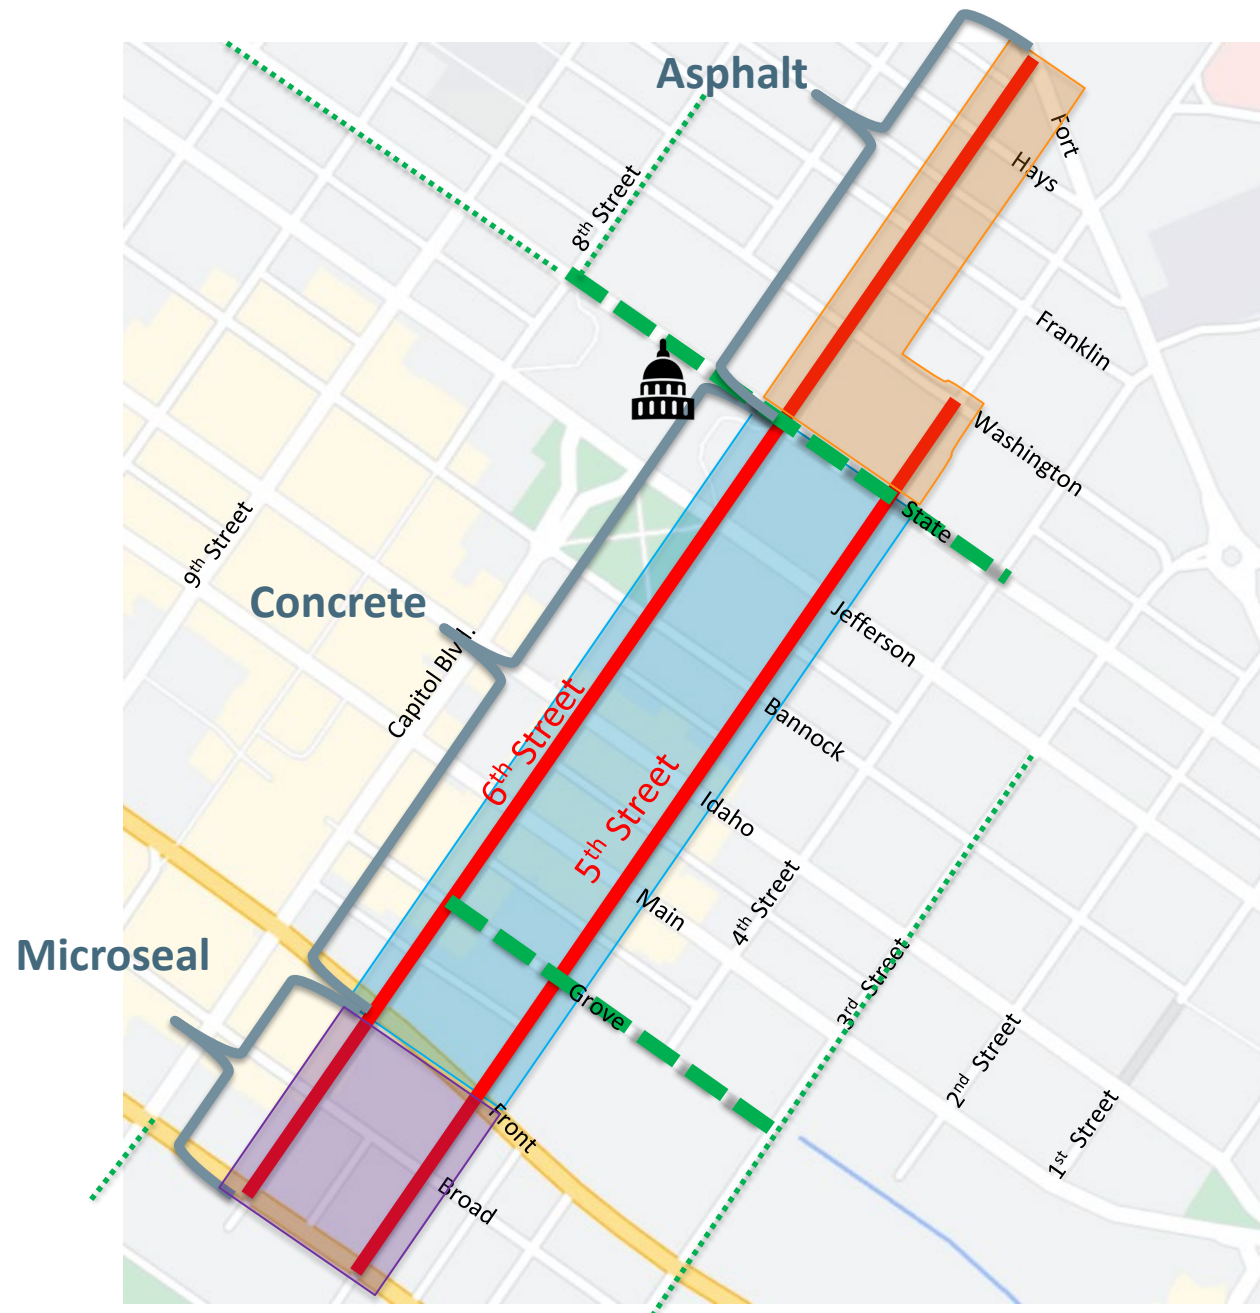 Asphalt
Fort
Hays
8th Street
Franklin
Washington
State
9th Street
Concrete
Jefferson
Capitol Blvd.
Bannock
6th Street
5th Street
Idaho
Main
4th Street
Microseal
Grove
3rd Street
2nd Street
1st Street
Front
Broad